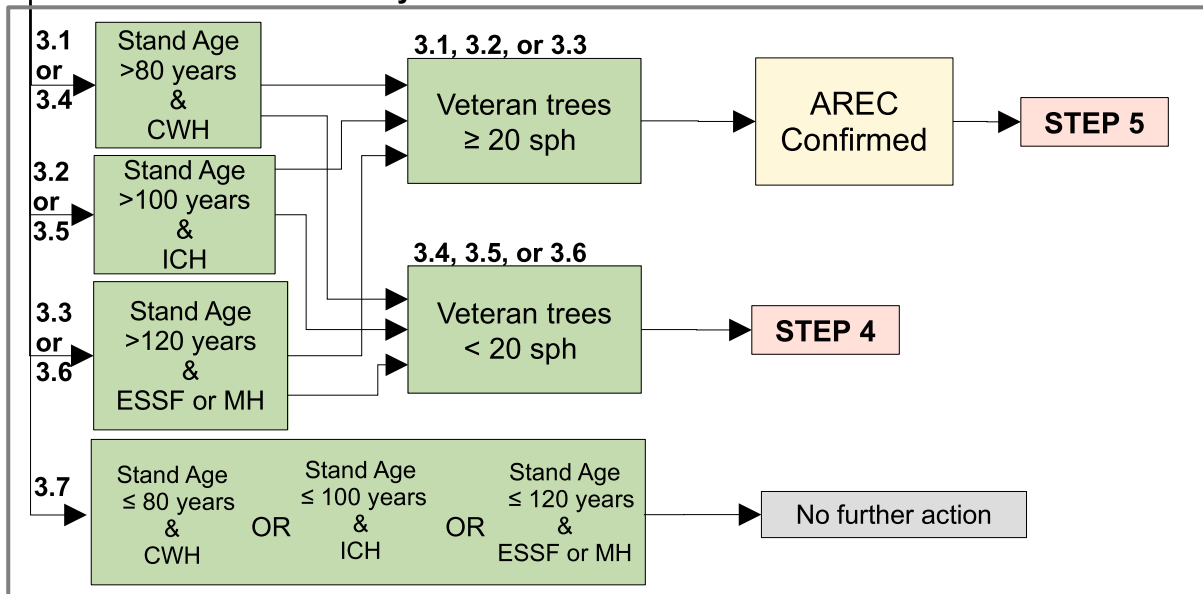 3.1
or
3.4
Stand Age
>80 years
&
CWH
3.1, 3.2, or 3.3
Veteran trees
≥ 20 sph
AREC
Confirmed
STEP 5
3.2
or
3.5
Stand Age
>100 years
&
ICH
3.3
or
3.6
Stand Age
>120 years
&
ESSF or MH
3.4, 3.5, or 3.6
Veteran trees
< 20 sph
STEP 4
3.7
Stand Age
≤ 80 years
&
CWH
OR
Stand Age
≤ 100 years
&
ICH
OR
Stand Age
≤ 120 years
&
ESSF or MH
No further action